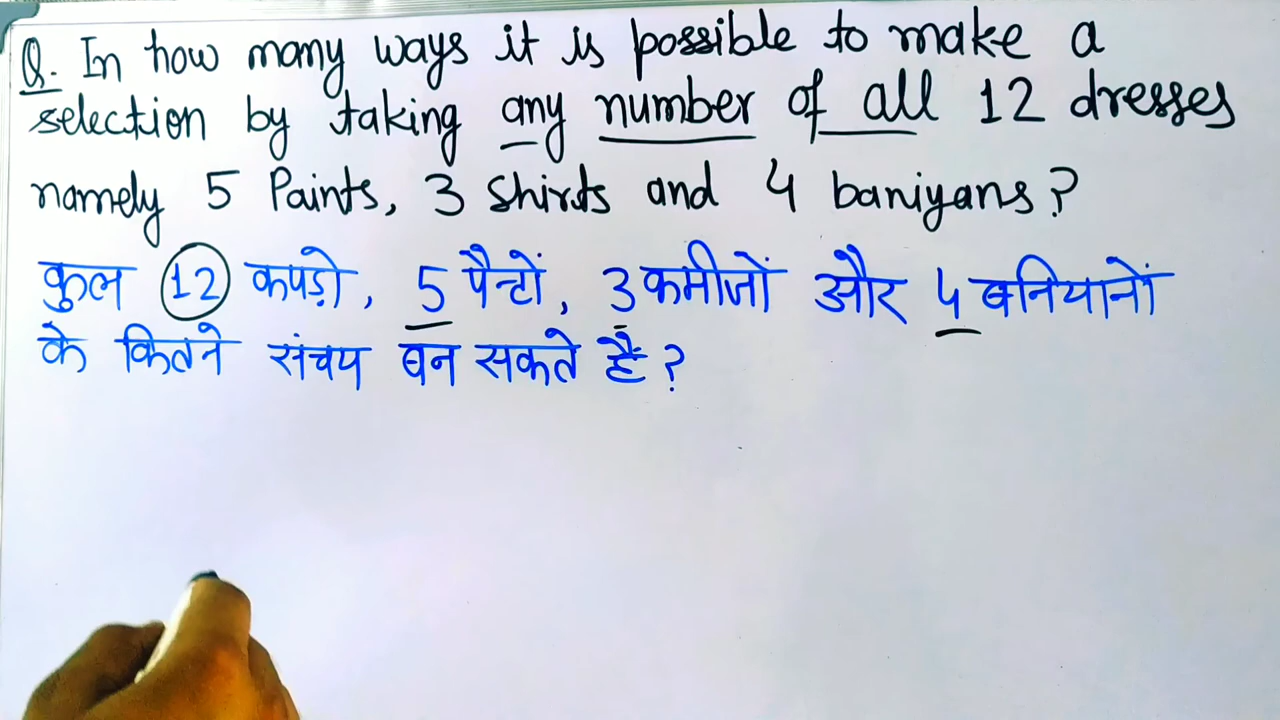 Q. In how many ways it is possible to make a
selection by taking any number of all 12 dresses
namely 5 Paints, 3 Shirts and 4 baniyans?
कुल 12 कपड़ो, 5 पैन्टों, 3 कमीजों और 4 बनियानों
के कितने संचय बन सकते हैं?